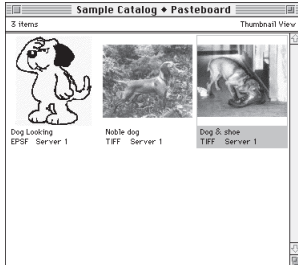 Sample Catalog ♦ Pasteboard
3 items
Thumbnail View
Dog Looking
EPSF Server 1
Noble dog
TIFF Server 1
Dog & shoe
TIFF Server 1